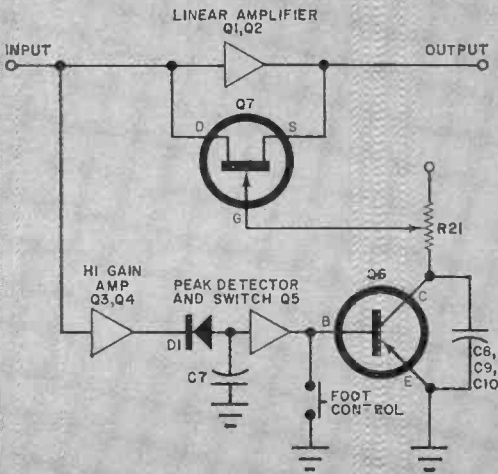 LINEAR AMPLIFIER
Q1,Q2
INPUT
OUTPUT
Q7
D
S
G
R21
HI GAIN
AMP
Q3,Q4
PEAK DETECTOR
AND SWITCH Q5
Q6
B
C
E
D1
C7
FOOT
CONTROL
C8,
C9,
C10